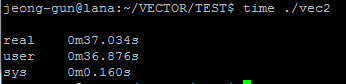 jeong-gun@lana:~/VECTOR/TEST$ time ./vec2
real 0m37.034s
user 0m36.876s
sys 0m0.160s